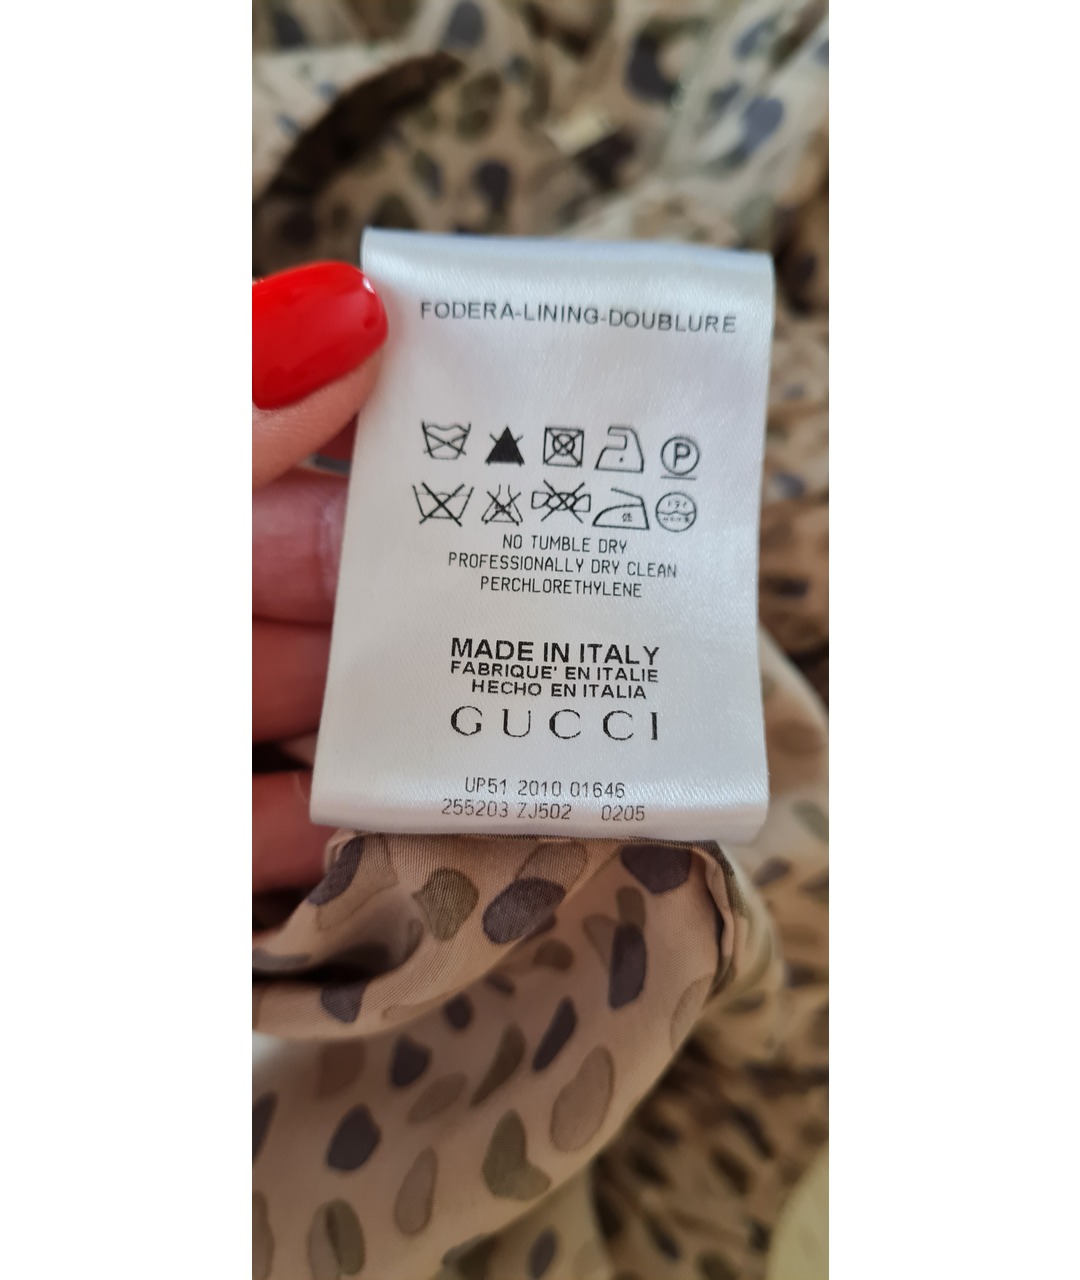 FODERA-LINING-DOUBLURE
P
NO TUMBLE DRY
PROFESSIONALLY DRY CLEAN
PERCHLORETHYLENE
MADE IN ITALY
FABRIQUE' EN ITALIE
HECHO EN ITALIA
GUCCI
UP51 2010 01646
255203 ZJ502 0205